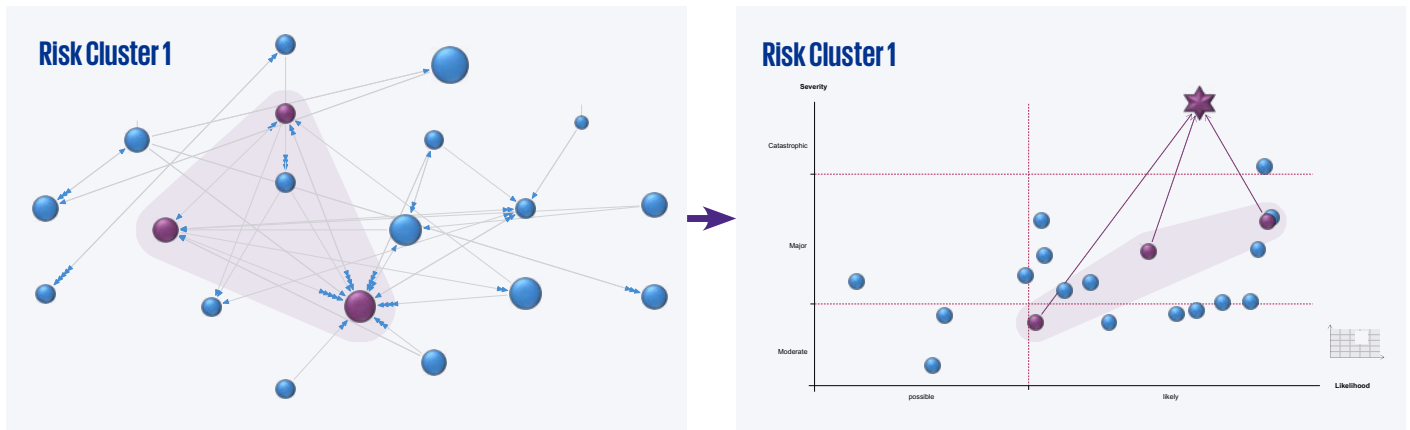 Risk Cluster 1
Risk Cluster 1
Severity
Catastrophic
Major
Moderate
possible
likely
Likelihood